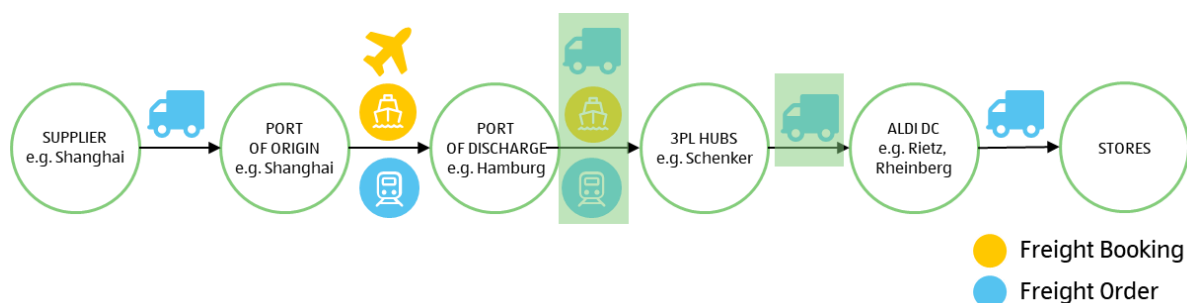 SUPPLIER
e.g. Shanghai
PORT
OF ORIGIN
e.g. Shanghai
PORT
OF DISCHARGE
e.g. Hamburg
3PL HUBS
e.g. Schenker
ALDI DC
e.g. Rietz,
Rheinberg
STORES
Freight Booking
Freight Order